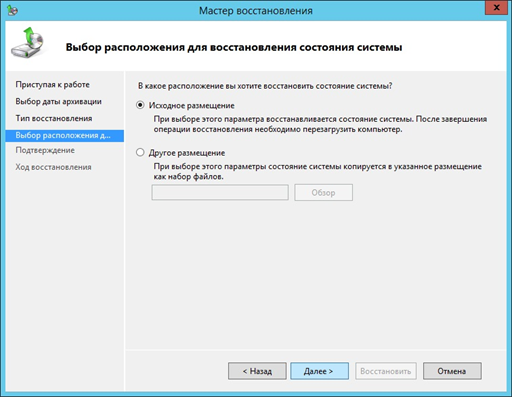 Мастер восстановления
x
Выбор расположения для восстановления состояния системы
Приступая к работе
Выбор даты архивации
Тип восстановления
Выбор расположения д...
Подтверждение
Ход восстановления
В какое расположение вы хотите восстановить состояние системы?
Исходное размещение
При выборе этого параметра восстанавливается состояние системы. После завершения
операции восстановления необходимо перезагрузить компьютер.
Другое размещение
При выборе этого параметры состояние системы копируется в указанное размещение
как набор файлов.
Обзор
< Назад
Далее >
Восстановить
Отмена